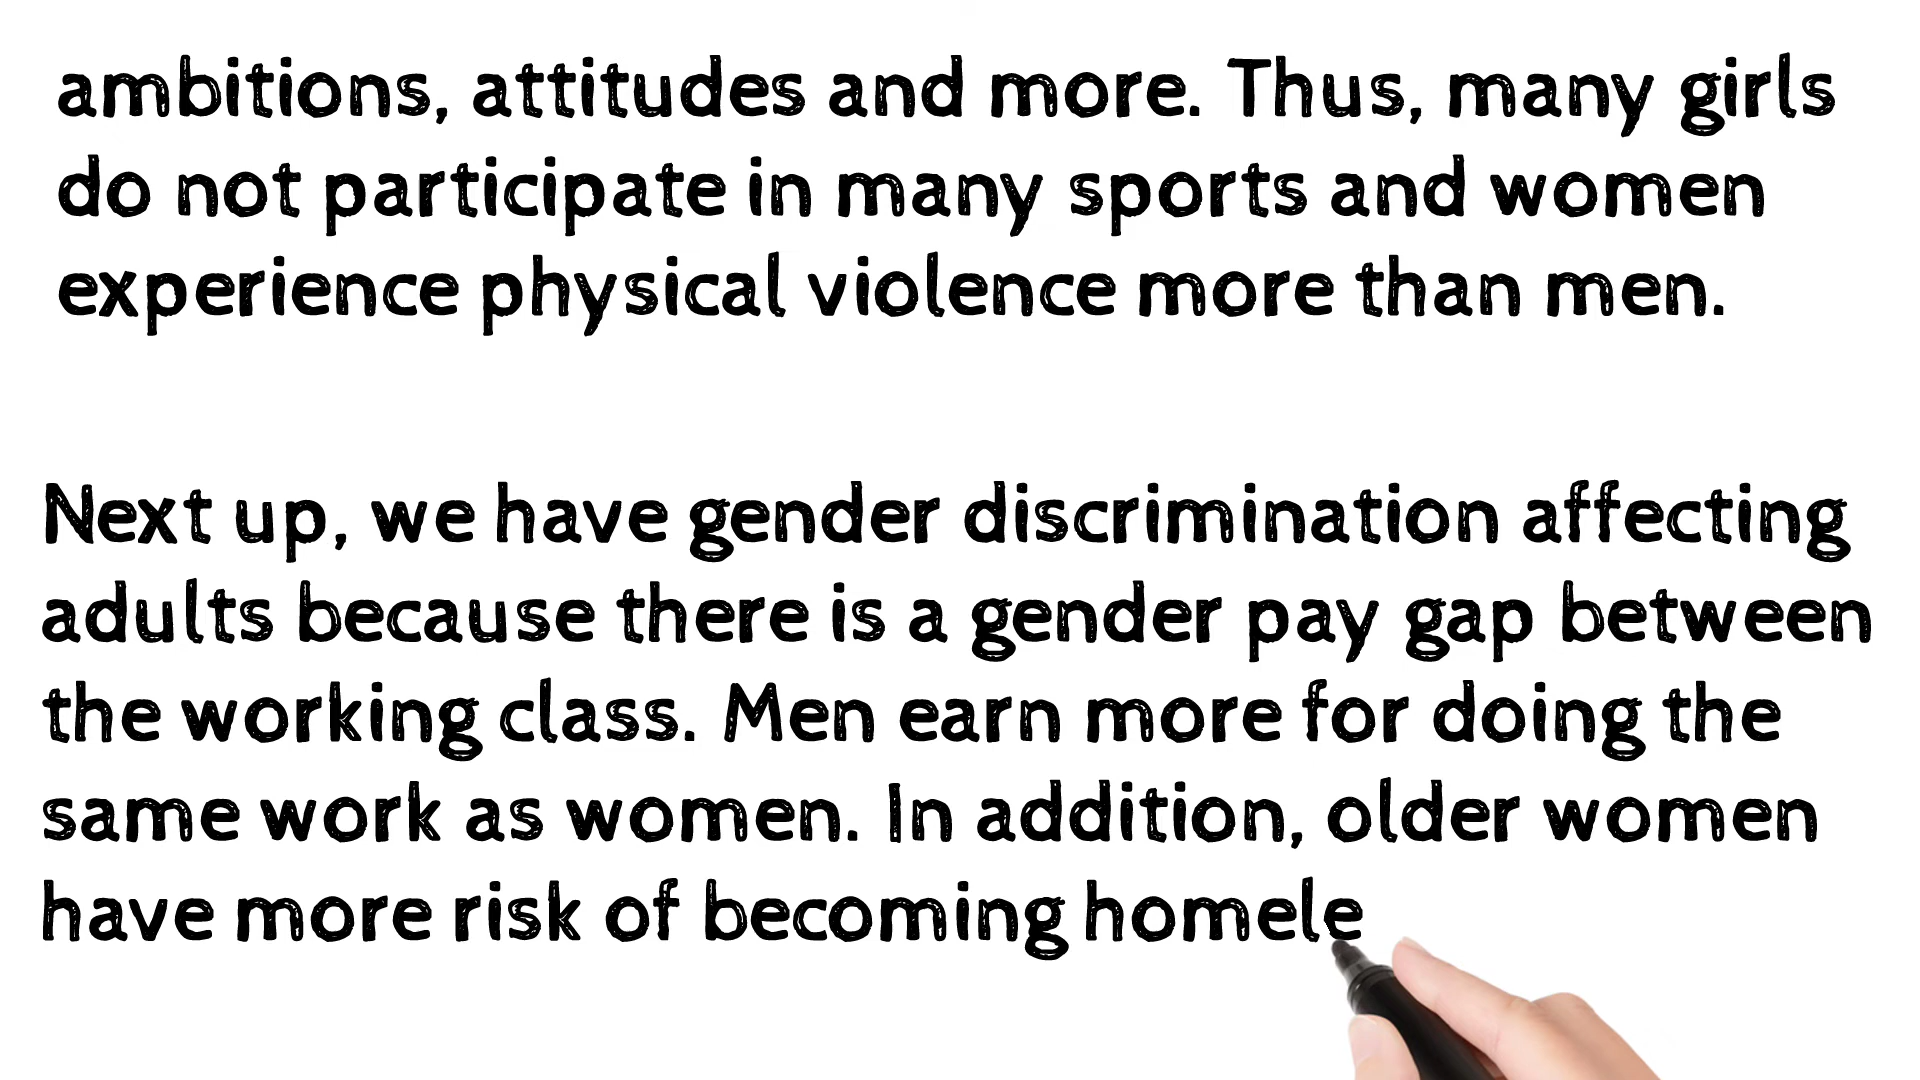 ambitions, attitudes and more. Thus, many girls
do not participate in many sports and women
experience physical violence more than men.
Next up, we have gender discrimination affecting
adults because there is a gender pay gap between
the working class. Men earn more for doing the
same work as women. In addition, older women
have more risk of becoming homele